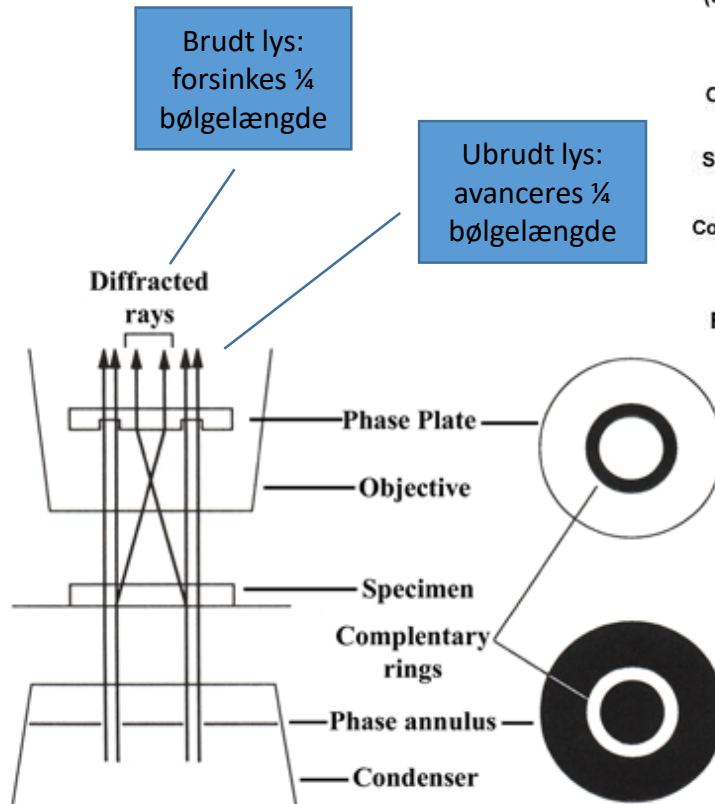 Brudt lys:
forsinkes ¼
bølgelængde
Ubrudt lys:
avanceres ¼
bølgelængde
Diffracted
rays
Phase Plate
Objective
Specimen
Complentary
rings
Phase annulus
Condenser